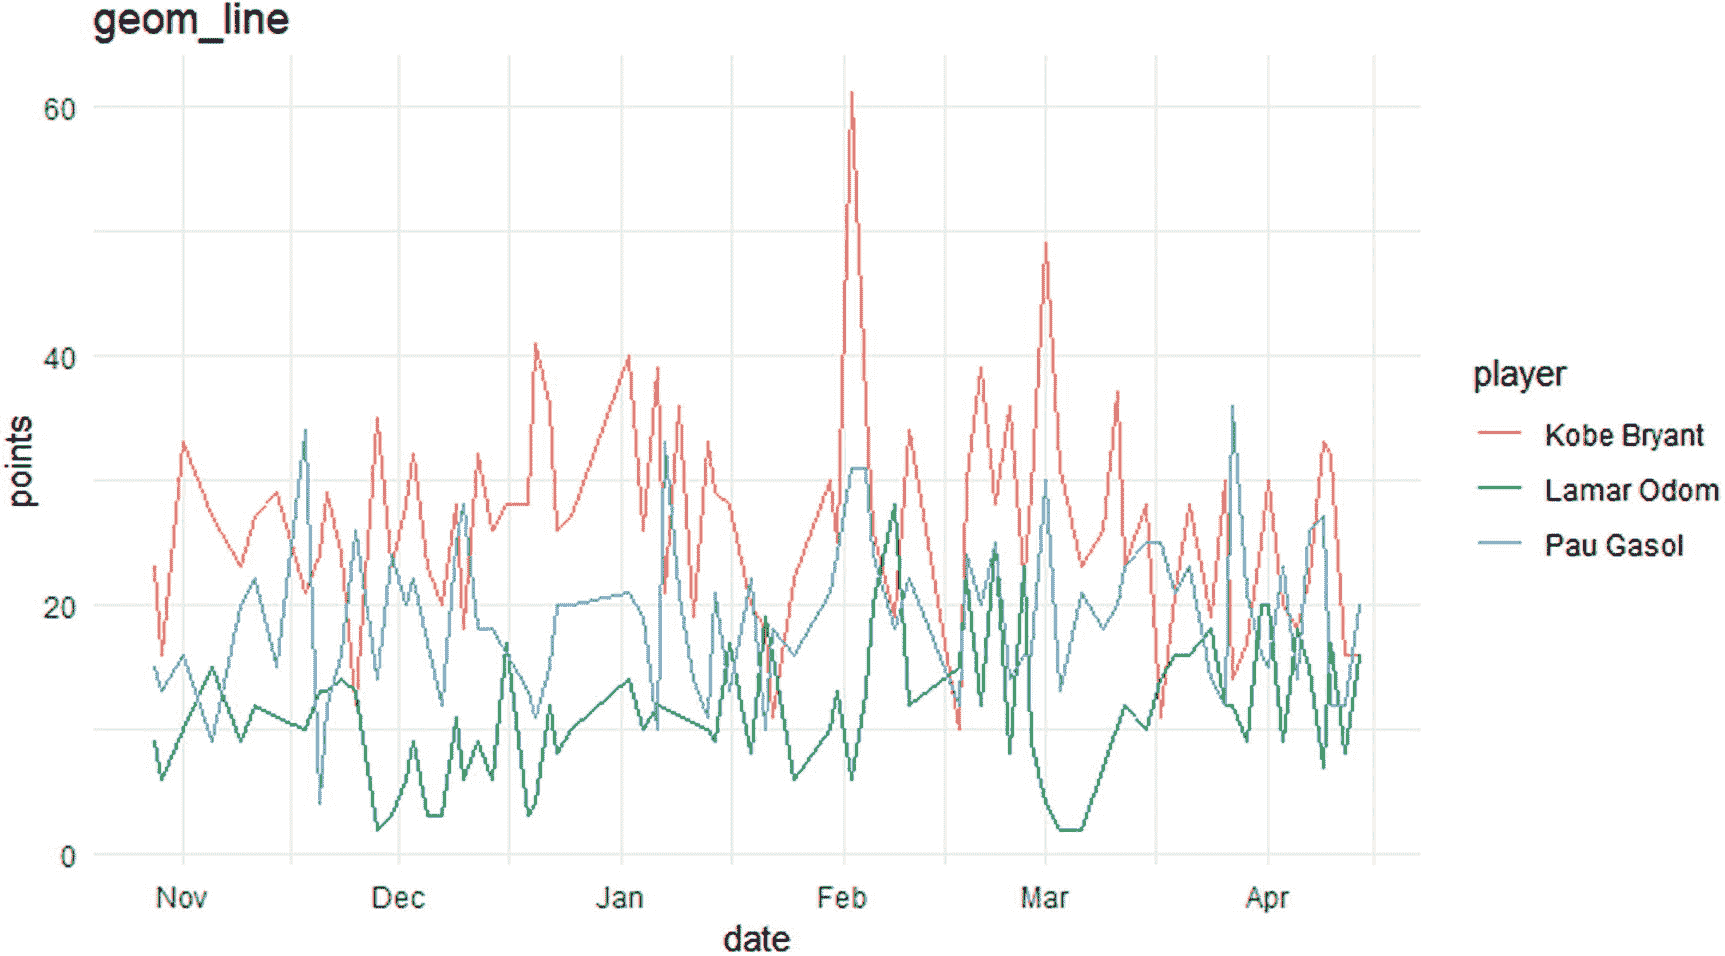 geom_line
60
40
20
0
points
Nov Dec Jan Feb Mar Apr
date
player
Kobe Bryant
Lamar Odom
Pau Gasol